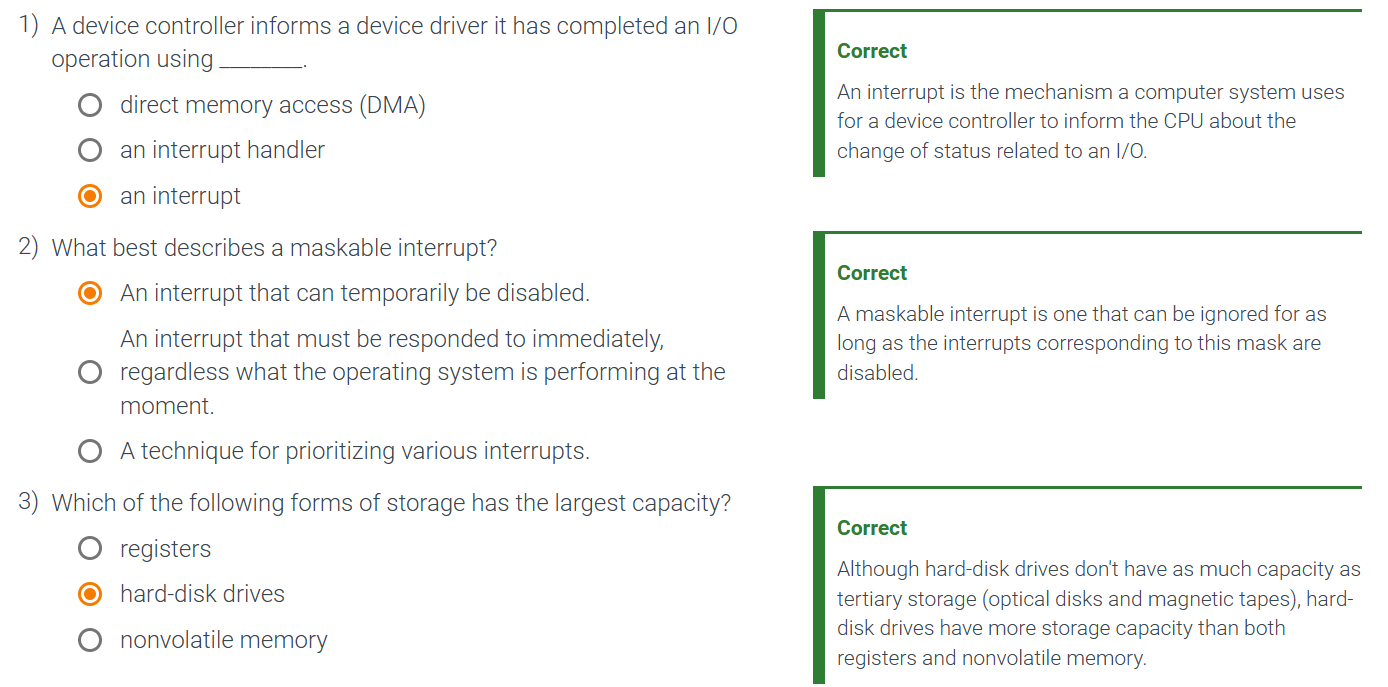 1) A device controller informs a device driver it has completed an I/O
operation using ________.
direct memory access (DMA)
an interrupt handler
an interrupt
Correct
An interrupt is the mechanism a computer system uses
for a device controller to inform the CPU about the
change of status related to an I/O.
2) What best describes a maskable interrupt?
An interrupt that can temporarily be disabled.
An interrupt that must be responded to immediately,
regardless what the operating system is performing at the
moment.
A technique for prioritizing various interrupts.
Correct
A maskable interrupt is one that can be ignored for as
long as the interrupts corresponding to this mask are
disabled.
3) Which of the following forms of storage has the largest capacity?
registers
hard-disk drives
nonvolatile memory
Correct
Although hard-disk drives don't have as much capacity as
tertiary storage (optical disks and magnetic tapes), hard-
disk drives have more storage capacity than both
registers and nonvolatile memory.